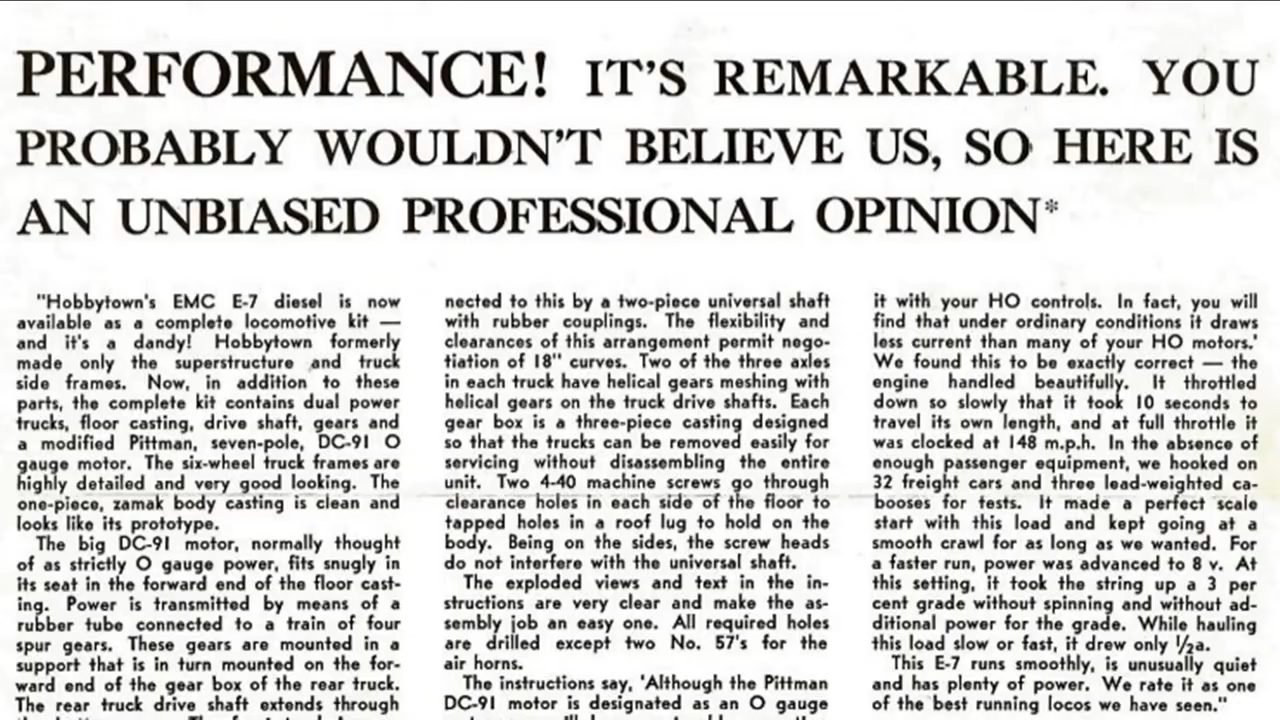 PERFORMANCE! IT'S REMARKABLE. YOU
PROBABLY WOULDN'T BELIEVE US, SO HERE IS
AN UNBIASED PROFESSIONAL OPINION*
"Hobbytown's EMC E-7 diesel is now
available as a complete locomotive kit —
and it's a dandy! Hobbytown formerly
made only the superstructure and truck
side frames. Now, in addition to these
parts, the complete kit contains dual power
trucks, floor casting, drive shaft, gears and
a modified Pittman, seven-pole, DC-91 O
gauge motor. The six-wheel truck frames are
highly detailed and very good looking. The
one-piece, zamak body casting is clean and
looks like its prototype.
The big DC-91 motor, normally thought
of as strictly O gauge power, fits snugly in
its seat in the forward end of the floor cast-
ing. Power is transmitted by means of a
rubber tube connected to a train of four
spur gears. These gears are mounted in a
support that is in turn mounted on the for-
ward end of the gear box of the rear truck.
The rear truck drive shaft extends through
nected to this by a two-piece universal shaft
with rubber couplings. The flexibility and
clearances of this arrangement permit nego-
tiation of 18" curves. Two of the three axles
in each truck have helical gears meshing with
helical gears on the truck drive shafts. Each
gear box is a three-piece casting designed
so that the trucks can be removed easily for
servicing without disassembling the entire
unit. Two 4-40 machine screws go through
clearance holes in each side of the floor to
tapped holes in a roof lug to hold on the
body. Being on the sides, the screw heads
do not interfere with the universal shaft.
The exploded views and text in the in-
structions are very clear and make the as-
sembly job an easy one. All required holes
are drilled except two No. 57's for the
air horns.
The instructions say, 'Although the Pittman
DC-91 motor is designated as an O gauge
it with your HO controls. In fact, you will
find that under ordinary conditions it draws
less current than many of your HO motors.'
We found this to be exactly correct — the
engine handled beautifully. It throttled
down so slowly that it took 10 seconds to
travel its own length, and at full throttle it
was clocked at 148 m.p.h. In the absence of
enough passenger equipment, we hooked on
32 freight cars and three lead-weighted ca-
booses for tests. It made a perfect scale
start with this load and kept going at a
smooth crawl for as long as we wanted. For
a faster run, power was advanced to 8 v. At
this setting, it took the string up a 3 per
cent grade without spinning and without ad-
ditional power for the grade. While hauling
this load slow or fast, it drew only ½a.
This E-7 runs smoothly, is unusually quiet
and has plenty of power. We rate it as one
of the best running locos we have seen."